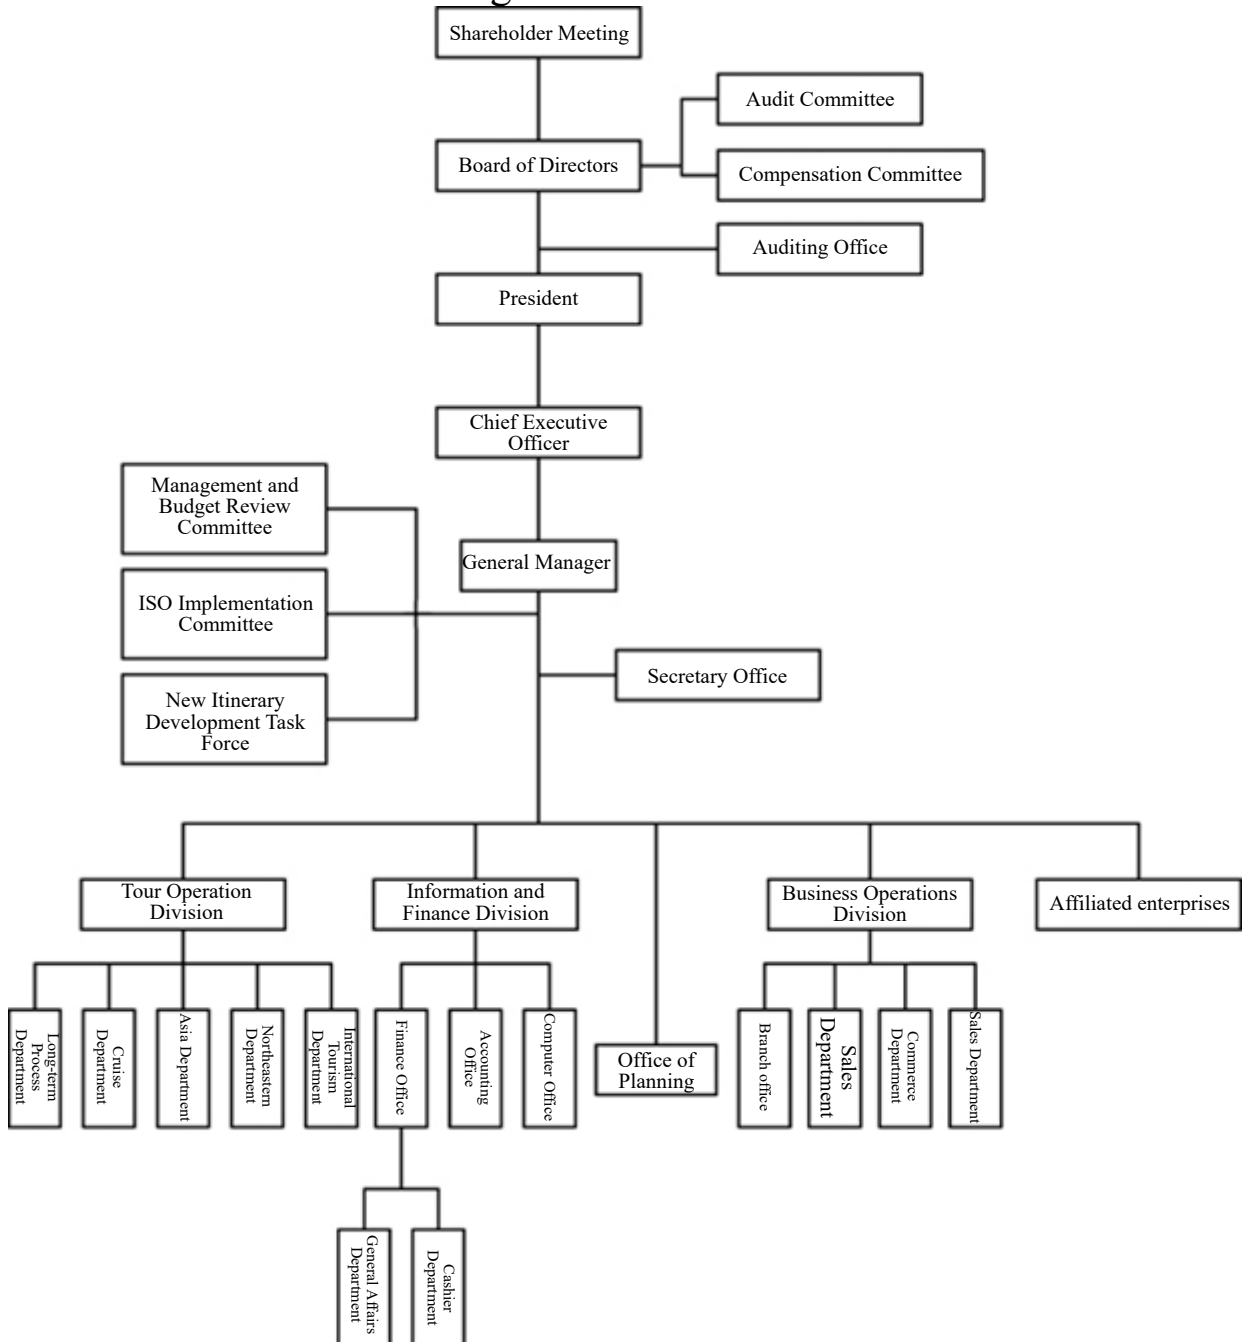 g
Shareholder Meeting
Audit Committee
Board of Directors
Compensation Committee
Auditing Office
President
Chief Executive
Officer
Management and
Budget Review
Committee
General Manager
ISO Implementation
Committee
Secretary Office
New Itinerary
Development Task
Force
Tour Operation
Division
Information and
Finance Division
Business Operations
Division
Affiliated enterprises
Long-term
Process
Department
Cruise
Department
Asia Department
Northeastern
Department
International
Tourism
Department
Finance Office
Accounting
Office
Computer Office
Office of
Planning
Branch office
Sales
Department
Commerce
Department
Sales Department
General Affairs
Department
Cashier
Department